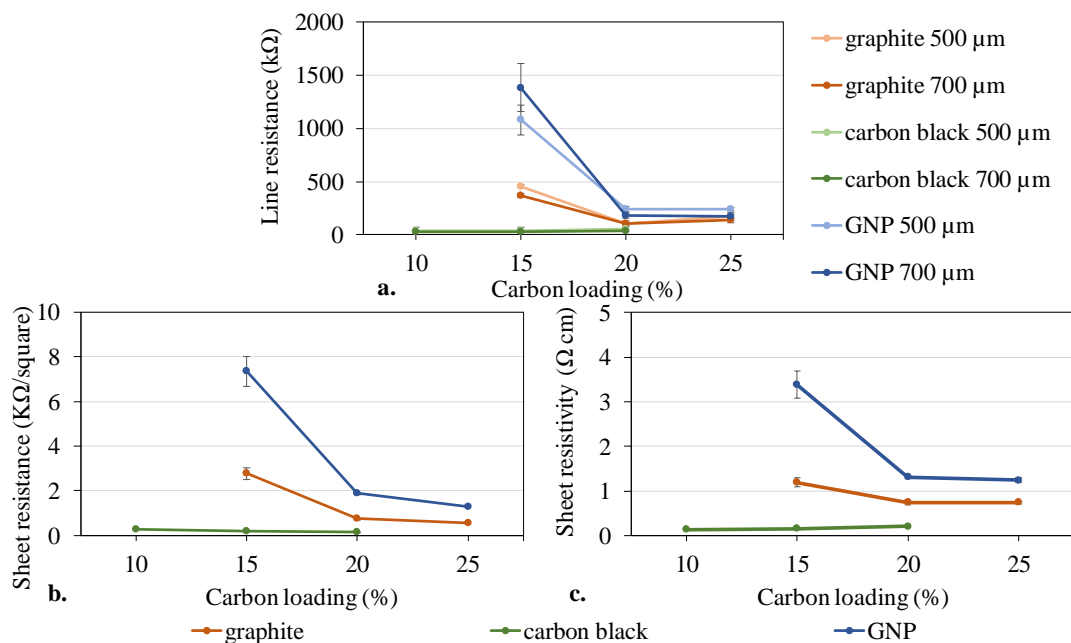 Line resistance (kΩ)
2000
1500
1000
500
0
10 15 20 25
a. Carbon loading (%)
graphite 500 µm
graphite 700 µm
carbon black 500 µm
carbon black 700 µm
GNP 500 µm
GNP 700 µm
Sheet resistance (KΩ/square)
10
8
6
4
2
0
10 15 20 25
b. Carbon loading (%)
Sheet resistivity (Ω cm)
5
4
3
2
1
0
10 15 20 25
c. Carbon loading (%)
graphite carbon black GNP